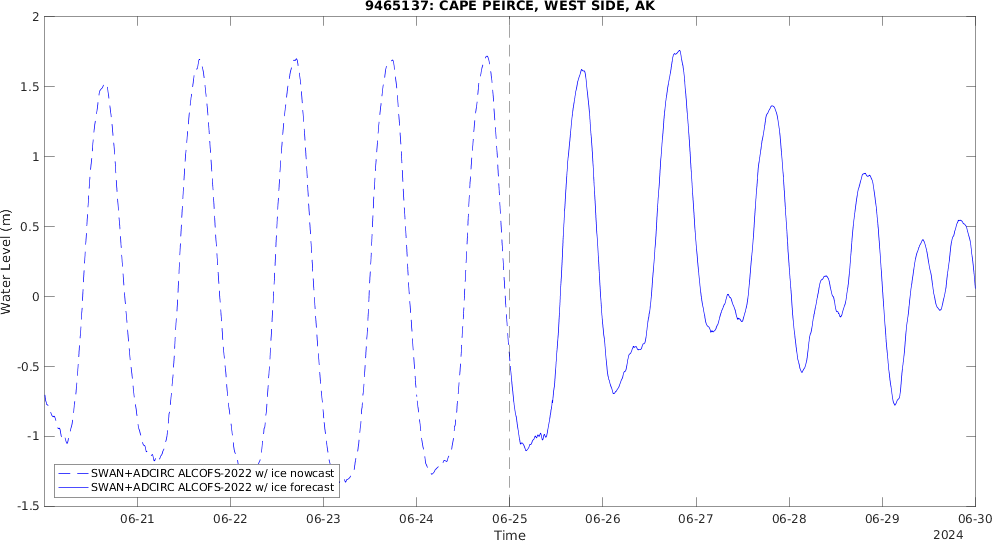 9465137: CAPE PEIRCE, WEST SIDE, AK
2
1.5
1
0.5
0
-0.5
-1
-1.5
Water Level (m)
SWAN+ADCIRC ALCOFS-2022 w/ ice nowcast
SWAN+ADCIRC ALCOFS-2022 w/ ice forecast
06-21 06-22 06-23 06-24 06-25 06-26 06-27 06-28 06-29 06-30
Time
2024